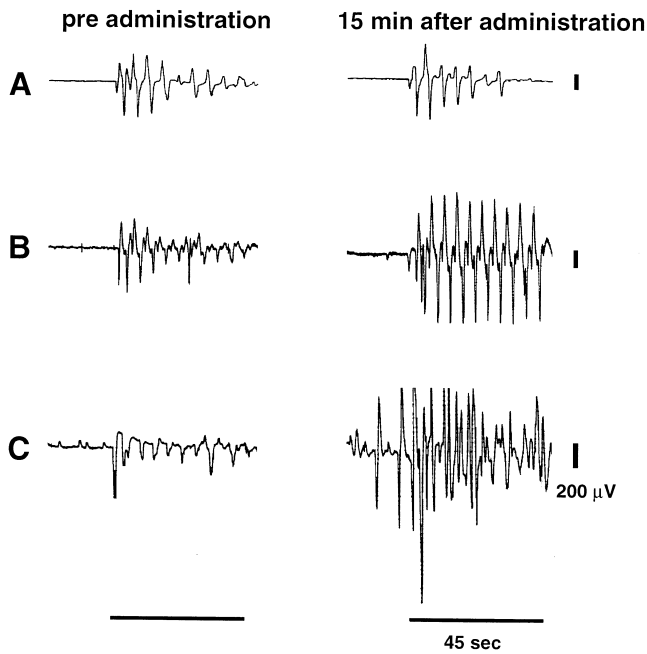 pre administration
15 min after administration
A
B
C
200 μV
45 sec